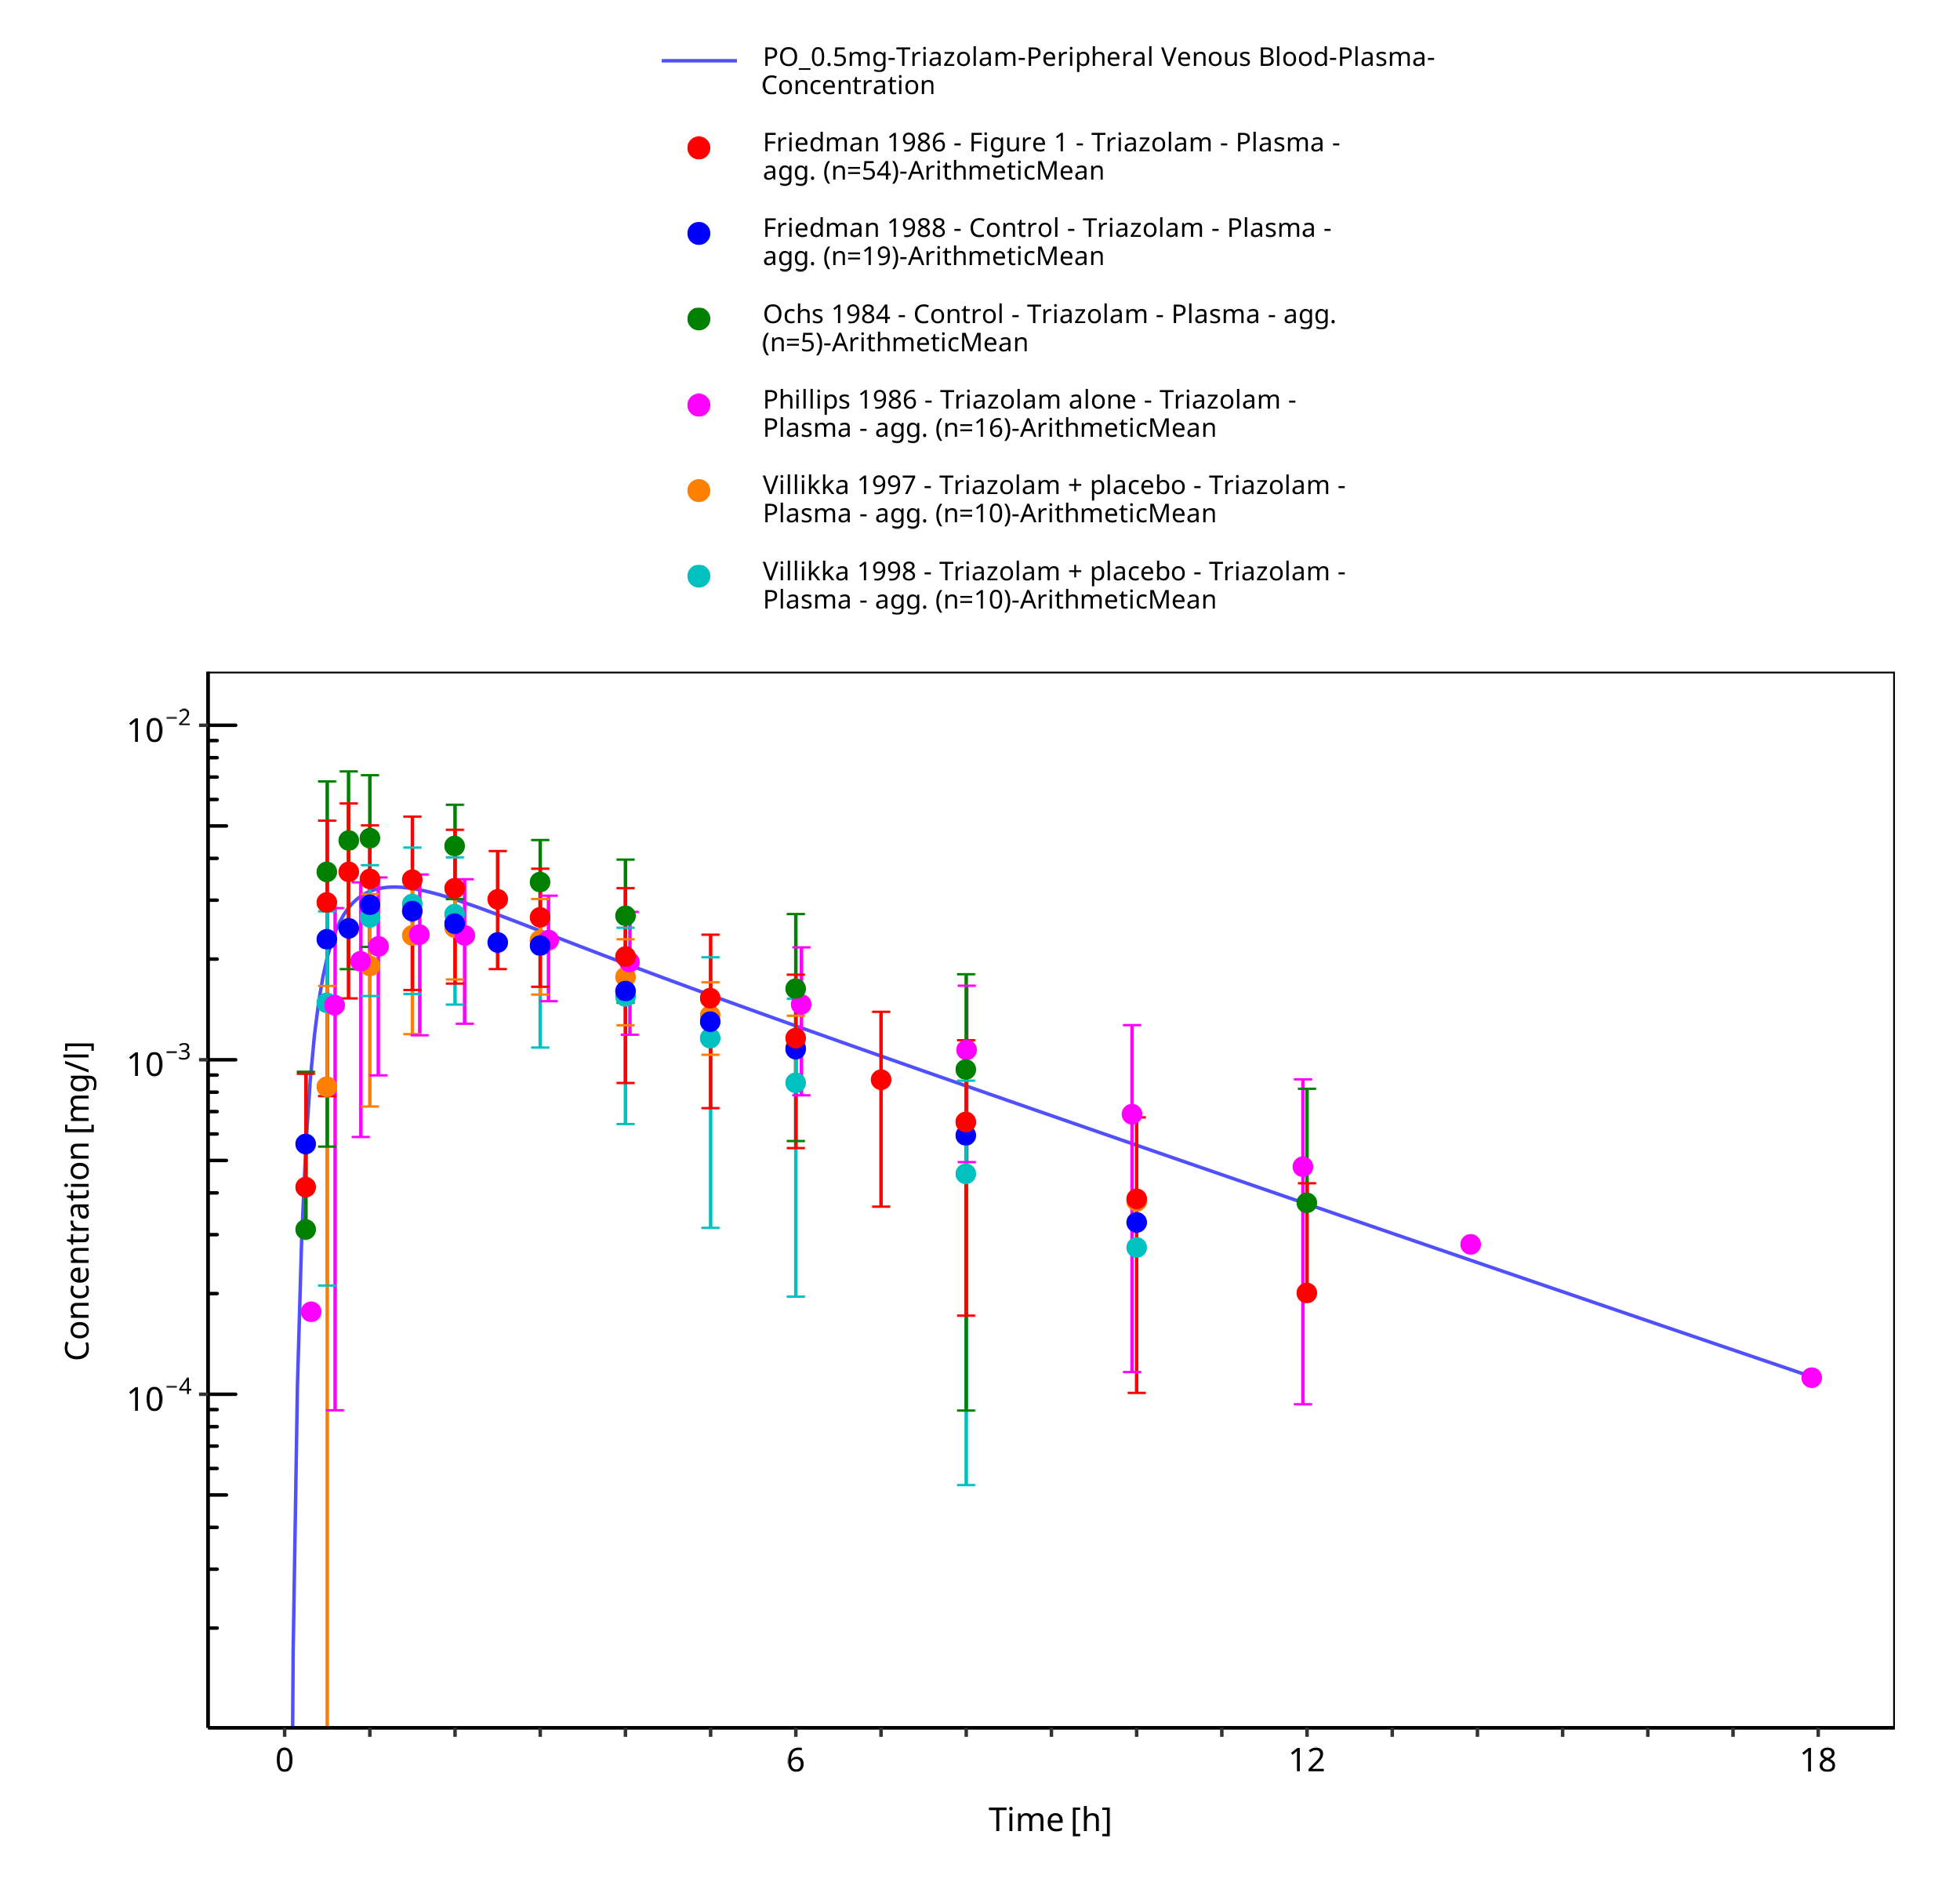 PO_0.5mg-Triazolam-Peripheral Venous Blood-Plasma-
Concentration
Friedman 1986 - Figure 1 - Triazolam - Plasma -
agg. (n=54)-ArithmeticMean
Friedman 1988 - Control - Triazolam - Plasma -
agg. (n=19)-ArithmeticMean
Ochs 1984 - Control - Triazolam - Plasma - agg.
(n=5)-ArithmeticMean
Phillips 1986 - Triazolam alone - Triazolam -
Plasma - agg. (n=16)-ArithmeticMean
Villikka 1997 - Triazolam + placebo - Triazolam -
Plasma - agg. (n=10)-ArithmeticMean
Villikka 1998 - Triazolam + placebo - Triazolam -
Plasma - agg. (n=10)-ArithmeticMean
10⁻²
10⁻³
10⁻⁴
Concentration [mg/l]
0 6 12 18
Time [h]